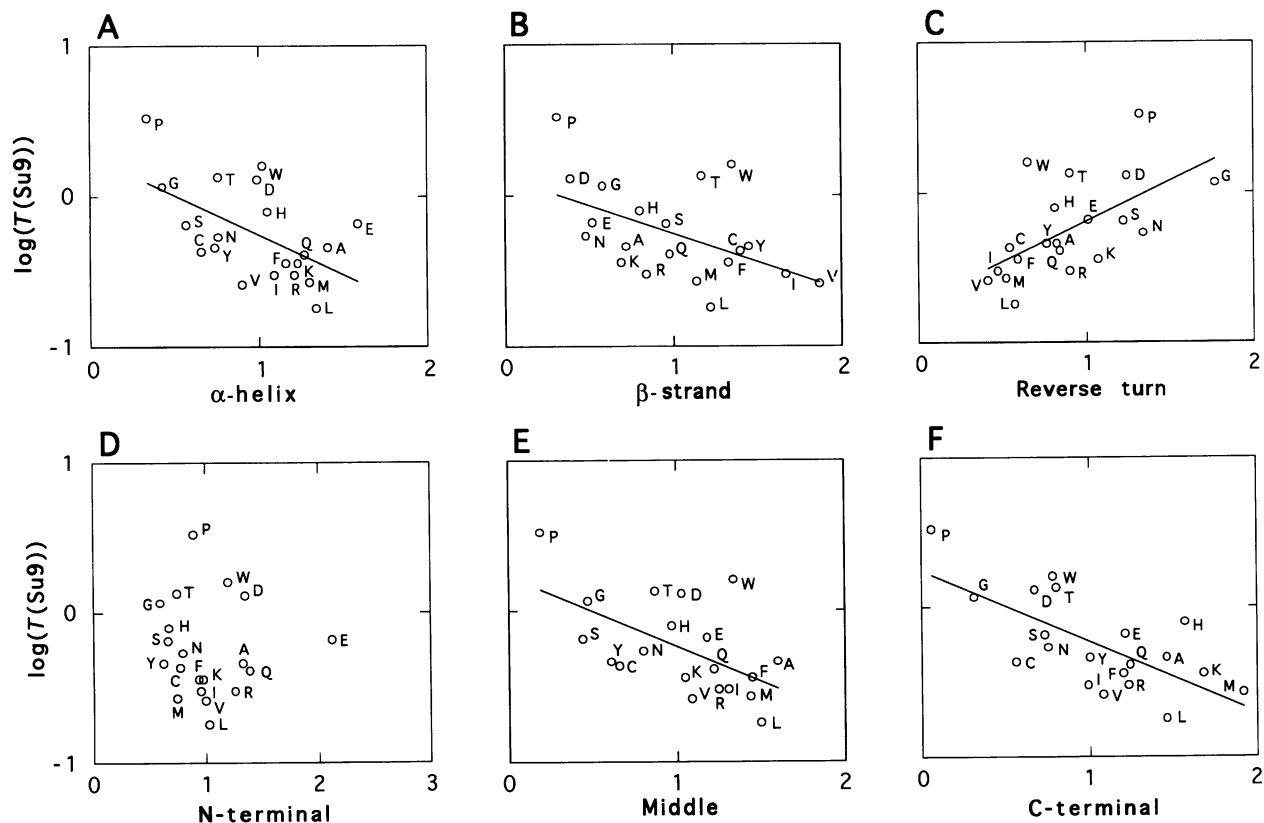 A
B
C
1
0
-1
log(T(Su9))
P
G
T
W
D
H
E
S
C
N
Y
Q
A
F
K
V
I
R
M
L
0 1 2
α-helix
P
D
G
T
W
E
N
H
S
A
K
R
Q
C
Y
M
F
L
I
V
0 1 2
β-strand
P
W
T
D
G
H
E
S
N
I
C
Y
A
F
Q
K
V
M
R
L
0 1 2
Reverse turn
D
E
F
1
0
-1
log(T(Su9))
P
W
D
G
T
H
S
N
Y
C
F
K
A
Q
E
M
I
V
R
L
0 1 2 3
N-terminal
P
G
T
D
W
S
H
E
Y
N
C
Q
K
F
A
V
R
I
M
L
0 1 2
Middle
P
G
W
D
T
H
S
N
E
C
Y
Q
A
K
I
R
V
M
L
0 1 2
C-terminal